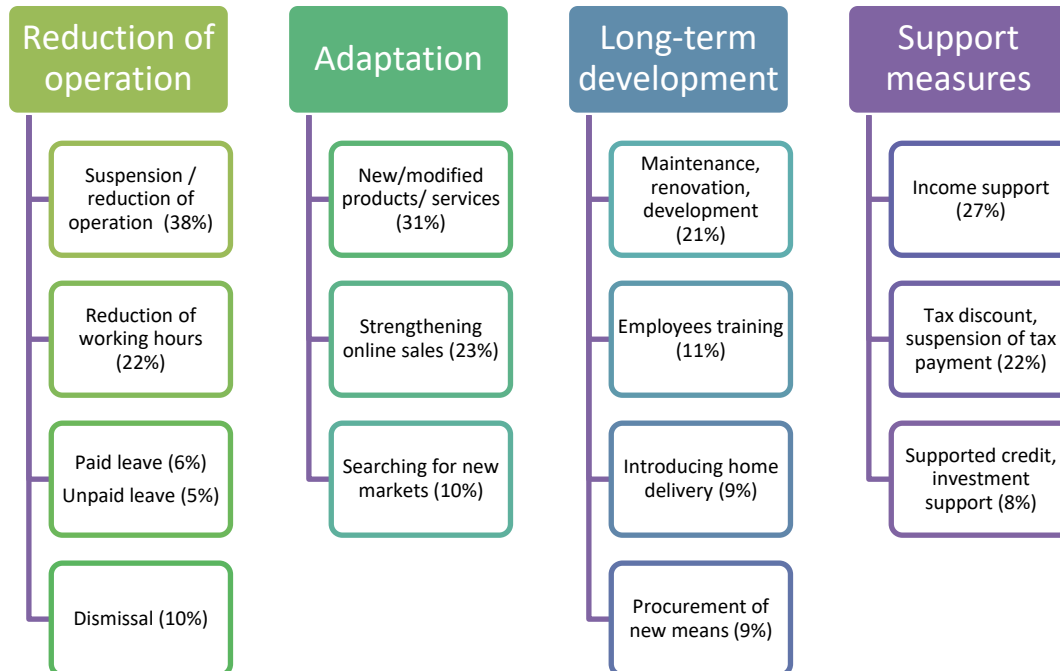 Reduction of
operation
Suspension /
reduction of
operation (38%)
Reduction of
working hours
(22%)
Paid leave (6%)
Unpaid leave (5%)
Dismissal (10%)
Adaptation
New/modified
products/ services
(31%)
Strengthening
online sales (23%)
Searching for new
markets (10%)
Long-term
development
Maintenance,
renovation,
development
(21%)
Employees training
(11%)
Introducing home
delivery (9%)
Procurement of
new means (9%)
Support
measures
Income support
(27%)
Tax discount,
suspension of tax
payment (22%)
Supported credit,
investment
support (8%)